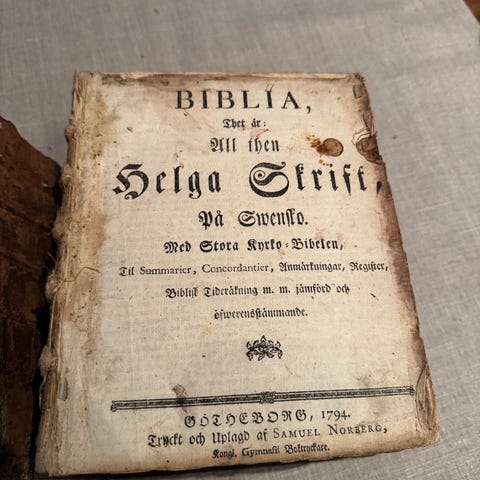 BIBLIA,
Thet är:
All then
Helga Skrift,
På Swensko.
Med Stora Kyrko-Bibelen,
Til Summarier, Concordantier, Anmärkningar, Register,
Biblisk Tideräkning m. m. jämförd och
öfwerensstämmande.
GÖTHEBORG, 1794.
Tryckt och Uplagd af SAMUEL NORBERG,
Kongl. Gymnasii Boktryckare.